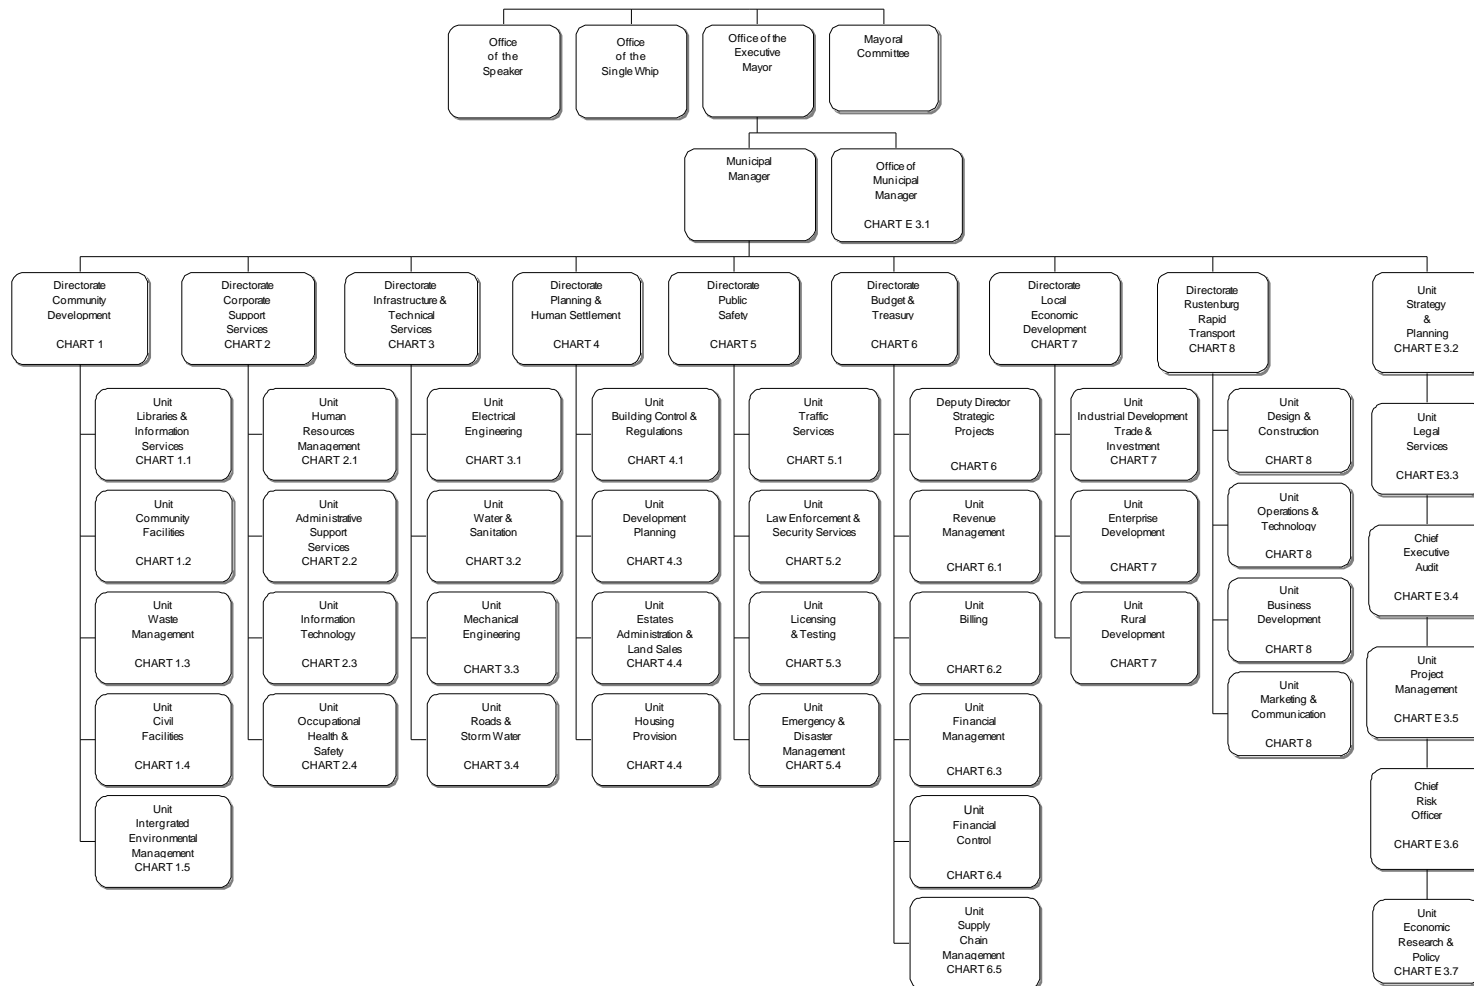 Office
of the
Speaker
Office
of the
Single Whip
Office of the
Executive
Mayor
Mayoral
Committee
Municipal
Manager
Office of
Municipal
Manager
CHART E 3.1
Directorate
Community
Development
CHART 1
Directorate
Corporate
Support
Services
CHART 2
Directorate
Infrastructure &
Technical
Services
CHART 3
Directorate
Planning &
Human Settlement
CHART 4
Directorate
Public
Safety
CHART 5
Directorate
Budget &
Treasury
CHART 6
Directorate
Local
Economic
Development
CHART 7
Directorate
Rustenburg
Rapid
Transport
CHART 8
Unit
Strategy
&
Planning
CHART E 3.2
Unit
Libraries &
Information
Services
CHART 1.1
Unit
Human
Resources
Management
CHART 2.1
Unit
Electrical
Engineering
CHART 3.1
Unit
Building Control &
Regulations
CHART 4.1
Unit
Traffic
Services
CHART 5.1
Deputy Director
Strategic
Projects
CHART 6
Unit
Industrial Development
Trade &
Investment
CHART 7
Unit
Design &
Construction
CHART 8
Unit
Legal
Services
CHART E3.3
Unit
Community
Facilities
CHART 1.2
Unit
Administrative
Support
Services
CHART 2.2
Unit
Water &
Sanitation
CHART 3.2
Unit
Development
Planning
CHART 4.3
Unit
Law Enforcement &
Security Services
CHART 5.2
Unit
Revenue
Management
CHART 6.1
Unit
Enterprise
Development
CHART 7
Unit
Operations &
Technology
CHART 8
Chief
Executive
Audit
CHART E 3.4
Unit
Waste
Management
CHART 1.3
Unit
Information
Technology
CHART 2.3
Unit
Mechanical
Engineering
CHART 3.3
Unit
Estates
Administration &
Land Sales
CHART 4.4
Unit
Licensing
& Testing
CHART 5.3
Unit
Billing
CHART 6.2
Unit
Rural
Development
CHART 7
Unit
Business
Development
CHART 8
Unit
Project
Management
CHART E 3.5
Unit
Civil
Facilities
CHART 1.4
Unit
Occupational
Health &
Safety
CHART 2.4
Unit
Roads &
Storm Water
CHART 3.4
Unit
Housing
Provision
CHART 4.4
Unit
Emergency &
Disaster
Management
CHART 5.4
Unit
Financial
Management
CHART 6.3
Unit
Marketing &
Communication
CHART 8
Chief
Risk
Officer
CHART E 3.6
Unit
Intergrated
Environmental
Management
CHART 1.5
Unit
Financial
Control
CHART 6.4
Unit
Supply
Chain
Management
CHART 6.5
Unit
Economic
Research &
Policy
CHART E 3.7